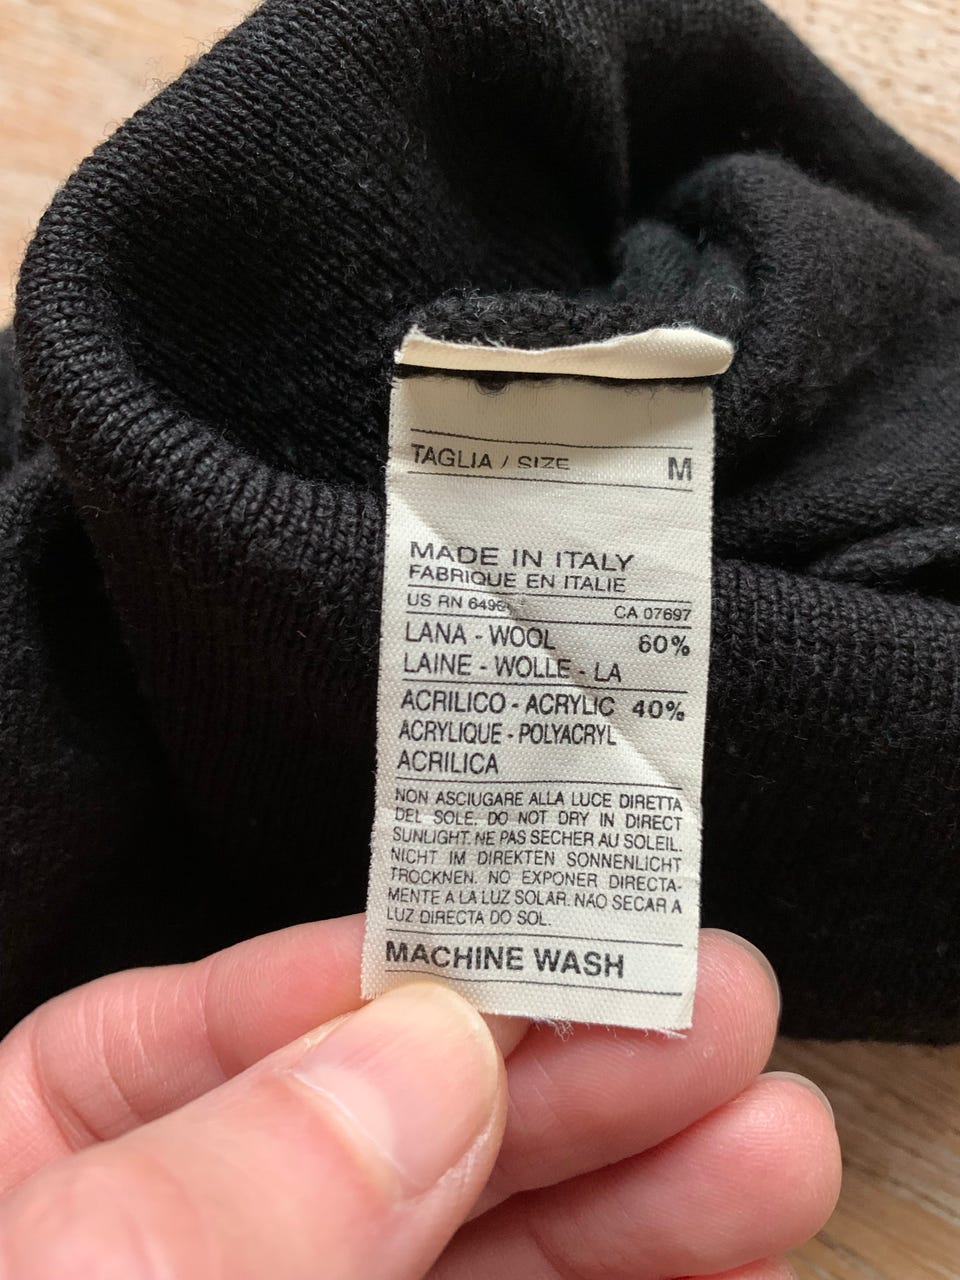 TAGLIA / SIZE M
MADE IN ITALY
FABRIQUE EN ITALIE
US RN CA 07697
LANA - WOOL 60%
LAINE - WOLLE - LA
ACRILICO - ACRYLIC 40%
ACRYLIQUE - POLYACRYL
ACRILICA
NON ASCIUGARE ALLA LUCE DIRETTA
DEL SOLE. DO NOT DRY IN DIRECT
SUNLIGHT. NE PAS SECHER AU SOLEIL.
NICHT IM DIREKTEN SONNENLICHT
TROCKNEN. NO EXPONER DIRECTA-
MENTE A LA LUZ SOLAR. NÃO SECAR A
LUZ DIRECTA DO SOL.
MACHINE WASH